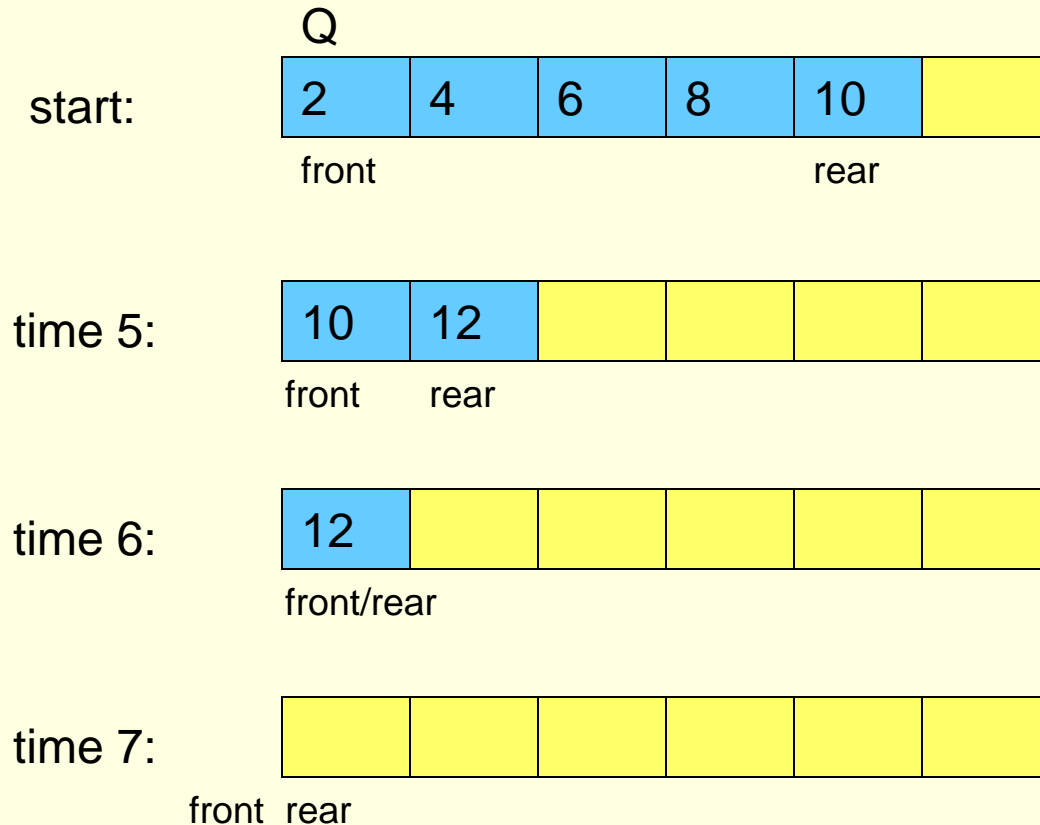 Q
start: 2 4 6 8 10
front rear
time 5: 10 12
front rear
time 6: 12
front/rear
time 7:
front rear